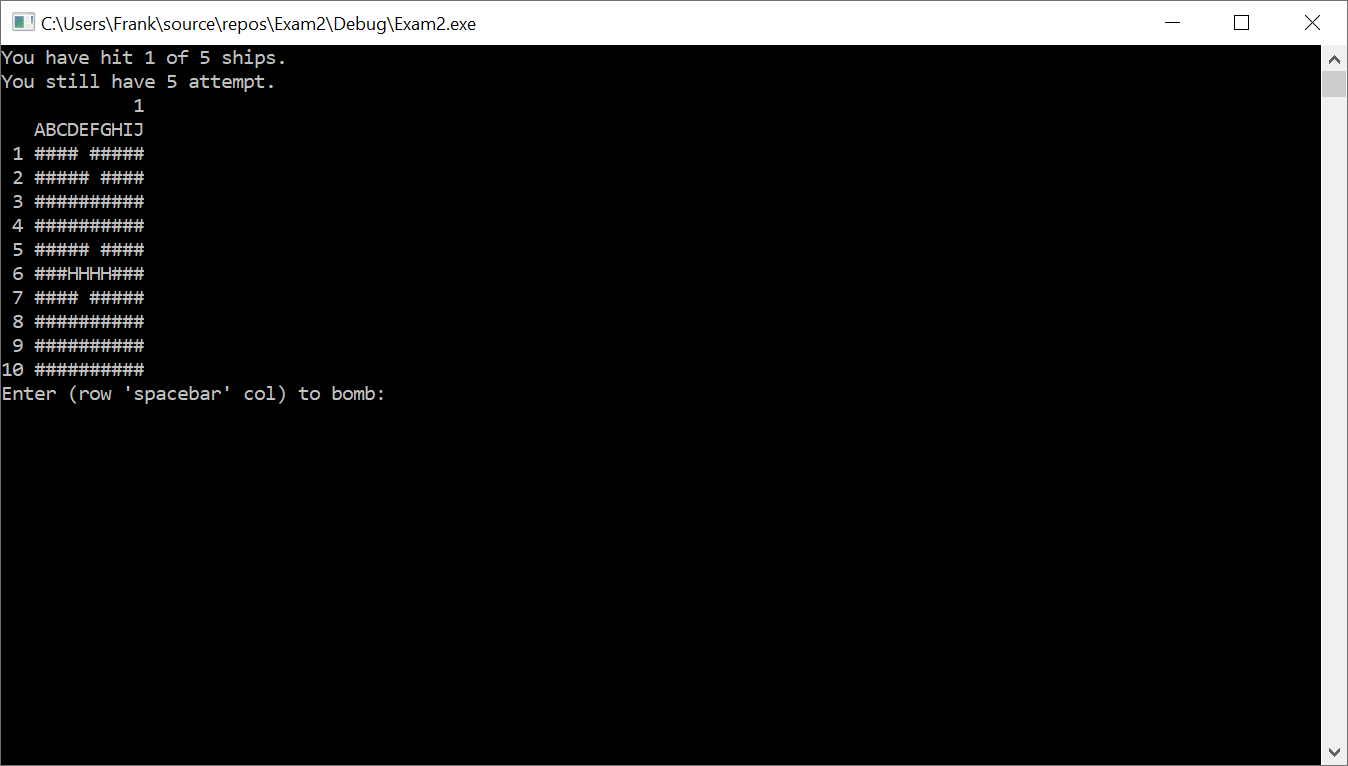 C:\Users\Frank\source\repos\Exam2\Debug\Exam2.exe
You have hit 1 of 5 ships.
You still have 5 attempt.
            1
   ABCDEFGHIJ
 1 #### #####
 2 ##### ####
 3 ##########
 4 ##########
 5 ##### ####
 6 ###HHHH###
 7 #### #####
 8 ##########
 9 ##########
10 ##########
Enter (row 'spacebar' col) to bomb: